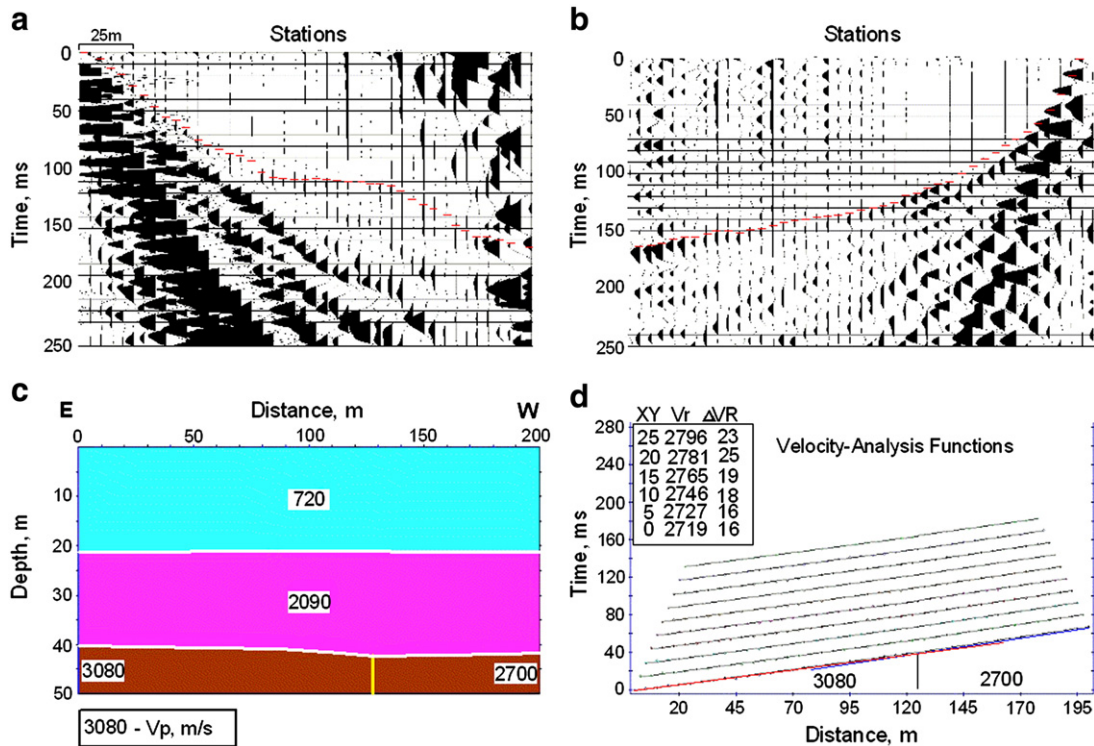 a
25m
Stations
Time, ms
0
50
100
150
200
250
b
Stations
Time, ms
0
50
100
150
200
250
c
E
Distance, m
W
0
50
100
150
200
Depth, m
10
20
30
40
50
720
2090
3080
2700
3080 - Vp, m/s
d
XY Vr ΔVR
25 2796 23
20 2781 25
15 2765 19
10 2746 18
5 2727 16
0 2719 16
Velocity-Analysis Functions
Time, ms
280
240
200
160
120
80
40
0
3080
2700
20
45
70
95
120
145
170
195
Distance, m